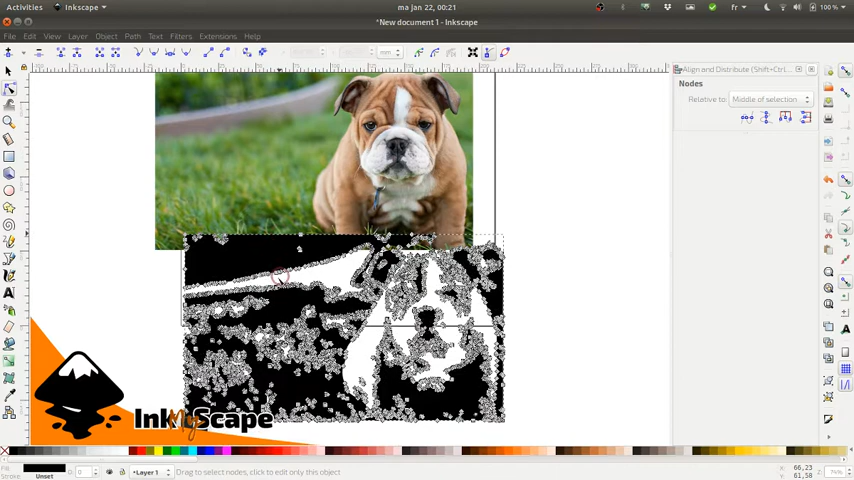 Activities
Inkscape
ma jan 22, 00:21
fr
100 %
*New document 1 - Inkscape
File Edit View Layer Object Path Text Filters Extensions Help
mm
Align and Distribute (Shift+Ctrl...
Nodes
Relative to: Middle of selection
InkMyScape
Fill
Stroke
Unset
O: 0
Layer 1
Drag to select nodes, click to edit only this object
X: 66,23
Y: 61,58
Z: 74%